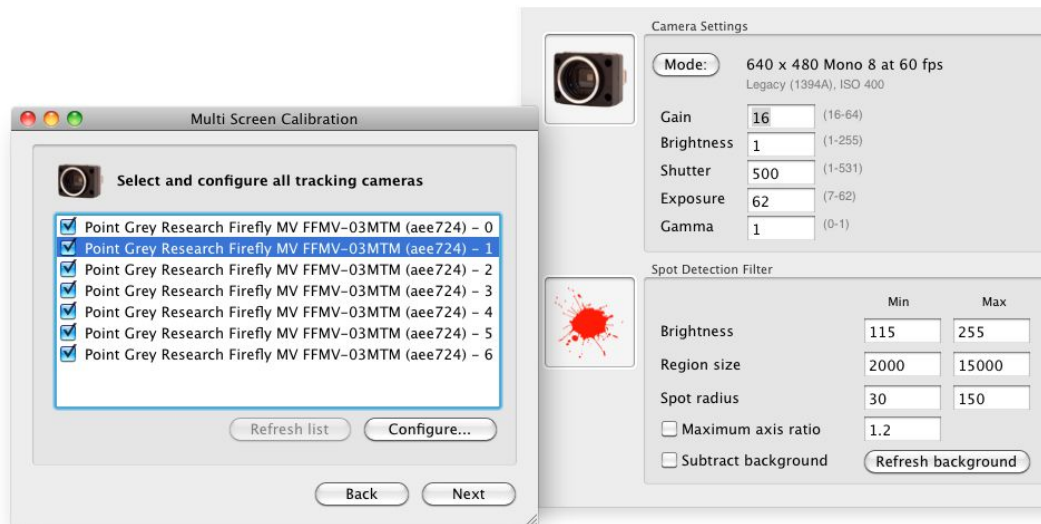 Multi Screen Calibration
Select and configure all tracking cameras
Point Grey Research Firefly MV FFMV-03MTM (aee724) - 0
Point Grey Research Firefly MV FFMV-03MTM (aee724) - 1
Point Grey Research Firefly MV FFMV-03MTM (aee724) - 2
Point Grey Research Firefly MV FFMV-03MTM (aee724) - 3
Point Grey Research Firefly MV FFMV-03MTM (aee724) - 4
Point Grey Research Firefly MV FFMV-03MTM (aee724) - 5
Point Grey Research Firefly MV FFMV-03MTM (aee724) - 6
Refresh list Configure...
Back Next
Camera Settings
Mode: 640 x 480 Mono 8 at 60 fps
Legacy (1394A), ISO 400
Gain 16 (16-64)
Brightness 1 (1-255)
Shutter 500 (1-531)
Exposure 62 (7-62)
Gamma 1 (0-1)
Spot Detection Filter
Min Max
Brightness 115 255
Region size 2000 15000
Spot radius 30 150
Maximum axis ratio 1.2
Subtract background Refresh background